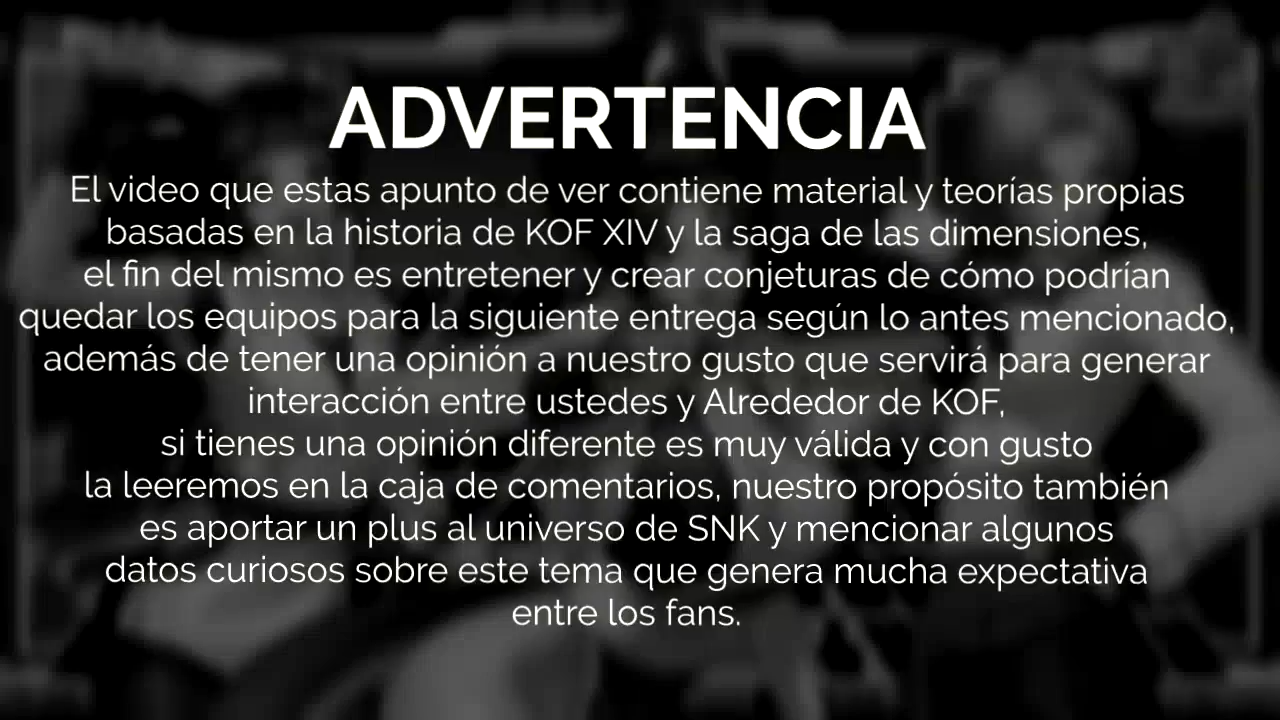 ADVERTENCIA
El video que estas apunto de ver contiene material y teorías propias
basadas en la historia de KOF XIV y la saga de las dimensiones,
el fin del mismo es entretener y crear conjeturas de cómo podrían
quedar los equipos para la siguiente entrega según lo antes mencionado,
además de tener una opinión a nuestro gusto que servirá para generar
interacción entre ustedes y Alrededor de KOF,
si tienes una opinión diferente es muy válida y con gusto
la leeremos en la caja de comentarios, nuestro propósito también
es aportar un plus al universo de SNK y mencionar algunos
datos curiosos sobre este tema que genera mucha expectativa
entre los fans.